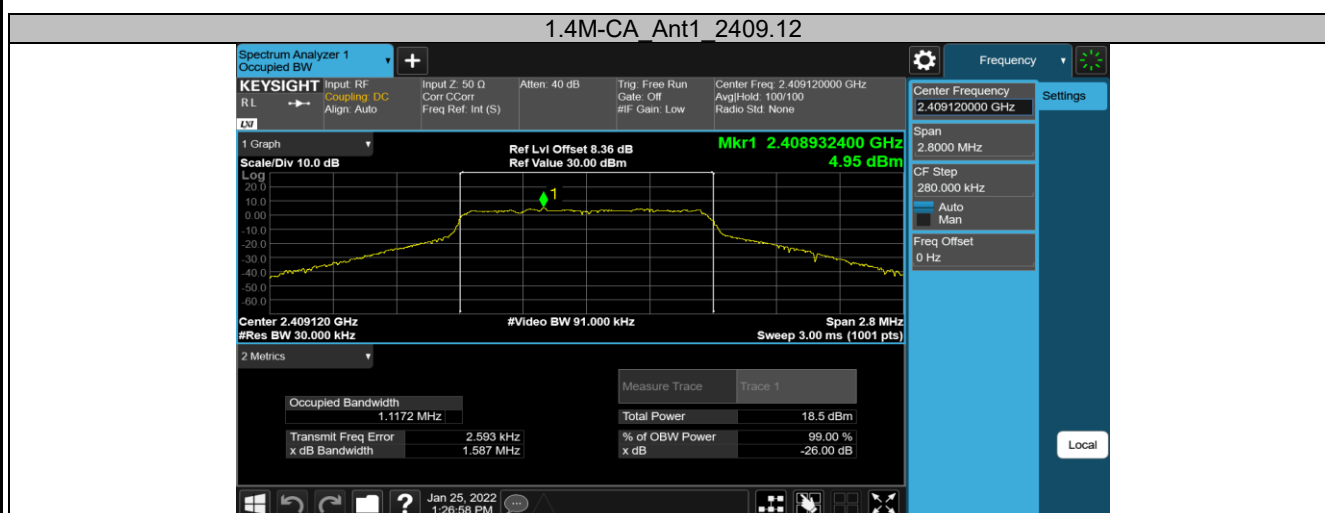 1.4M-CA_Ant1_2409.12
Spectrum Analyzer 1
Occupied BW
Frequency
KEYSIGHT
R L
LXI
Input: RF
Coupling: DC
Align: Auto
Input Z: 50 Ω
Corr CCorr
Freq Ref: Int (S)
Atten: 40 dB
Trig: Free Run
Gate: Off
#IF Gain: Low
Center Freq: 2.409120000 GHz
Avg|Hold: 100/100
Radio Std: None
Center Frequency
2.409120000 GHz
Settings
Span
2.8000 MHz
CF Step
280.000 kHz
Auto
Man
Freq Offset
0 Hz
1 Graph
Scale/Div 10.0 dB
Ref Lvl Offset 8.36 dB
Ref Value 30.00 dBm
Mkr1 2.408932400 GHz
4.95 dBm
Log
20.0
10.0
0.00
-10.0
-20.0
-30.0
-40.0
-50.0
-60.0
1
Center 2.409120 GHz
#Res BW 30.000 kHz
#Video BW 91.000 kHz
Span 2.8 MHz
Sweep 3.00 ms (1001 pts)
2 Metrics
Measure Trace Trace 1
Occupied Bandwidth
1.1172 MHz
Total Power 18.5 dBm
Transmit Freq Error 2.593 kHz
% of OBW Power 99.00 %
x dB Bandwidth 1.587 MHz
x dB -26.00 dB
Local
Jan 25, 2022
1:26:58 PM